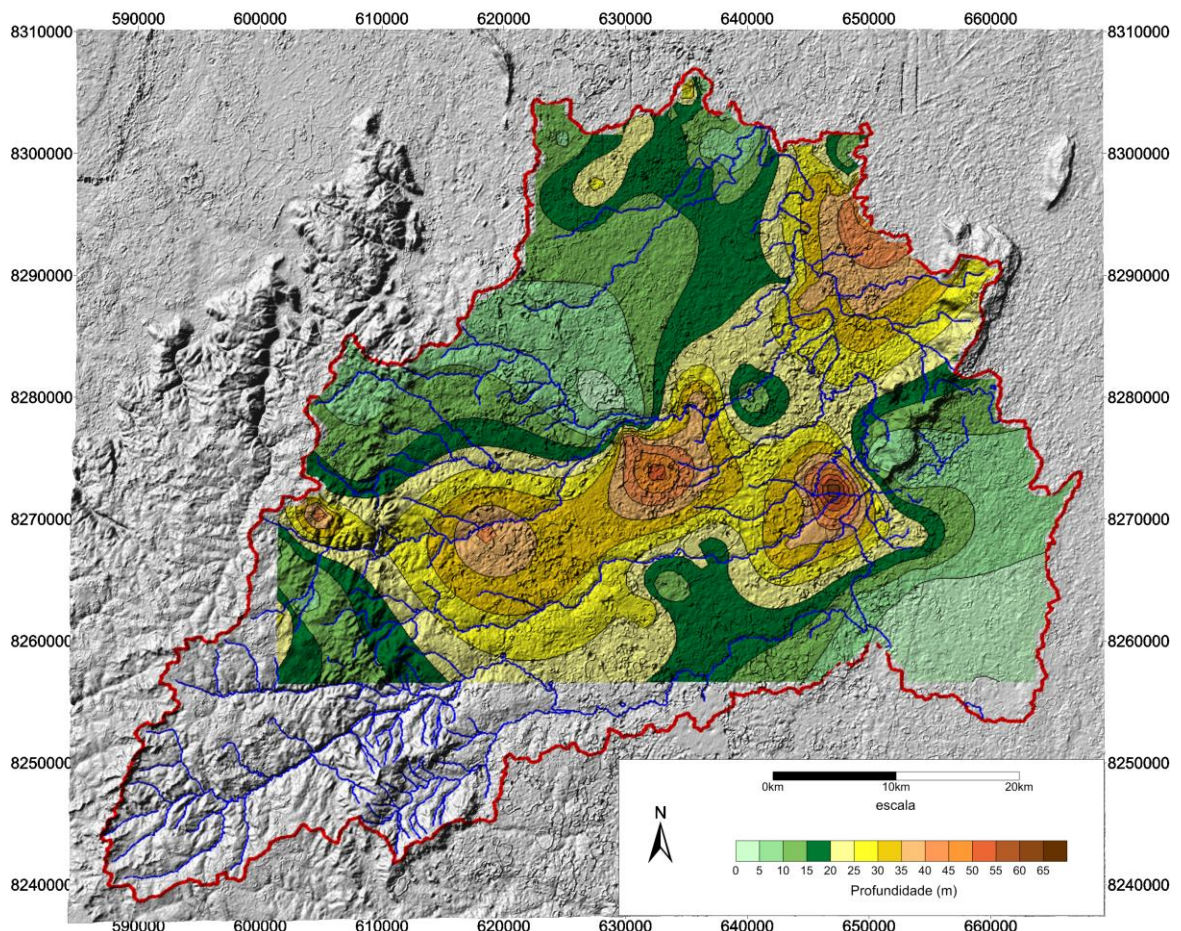 590000 600000 610000 620000 630000 640000 650000 660000
8310000 8310000
8300000 8300000
8290000 8290000
8280000 8280000
8270000 8270000
8260000 8260000
8250000 8250000
0km 10km 20km
escala
N
0 5 10 15 20 25 30 35 40 45 50 55 60 65
Profundidade (m)
8240000 8240000
590000 600000 610000 620000 630000 640000 650000 660000